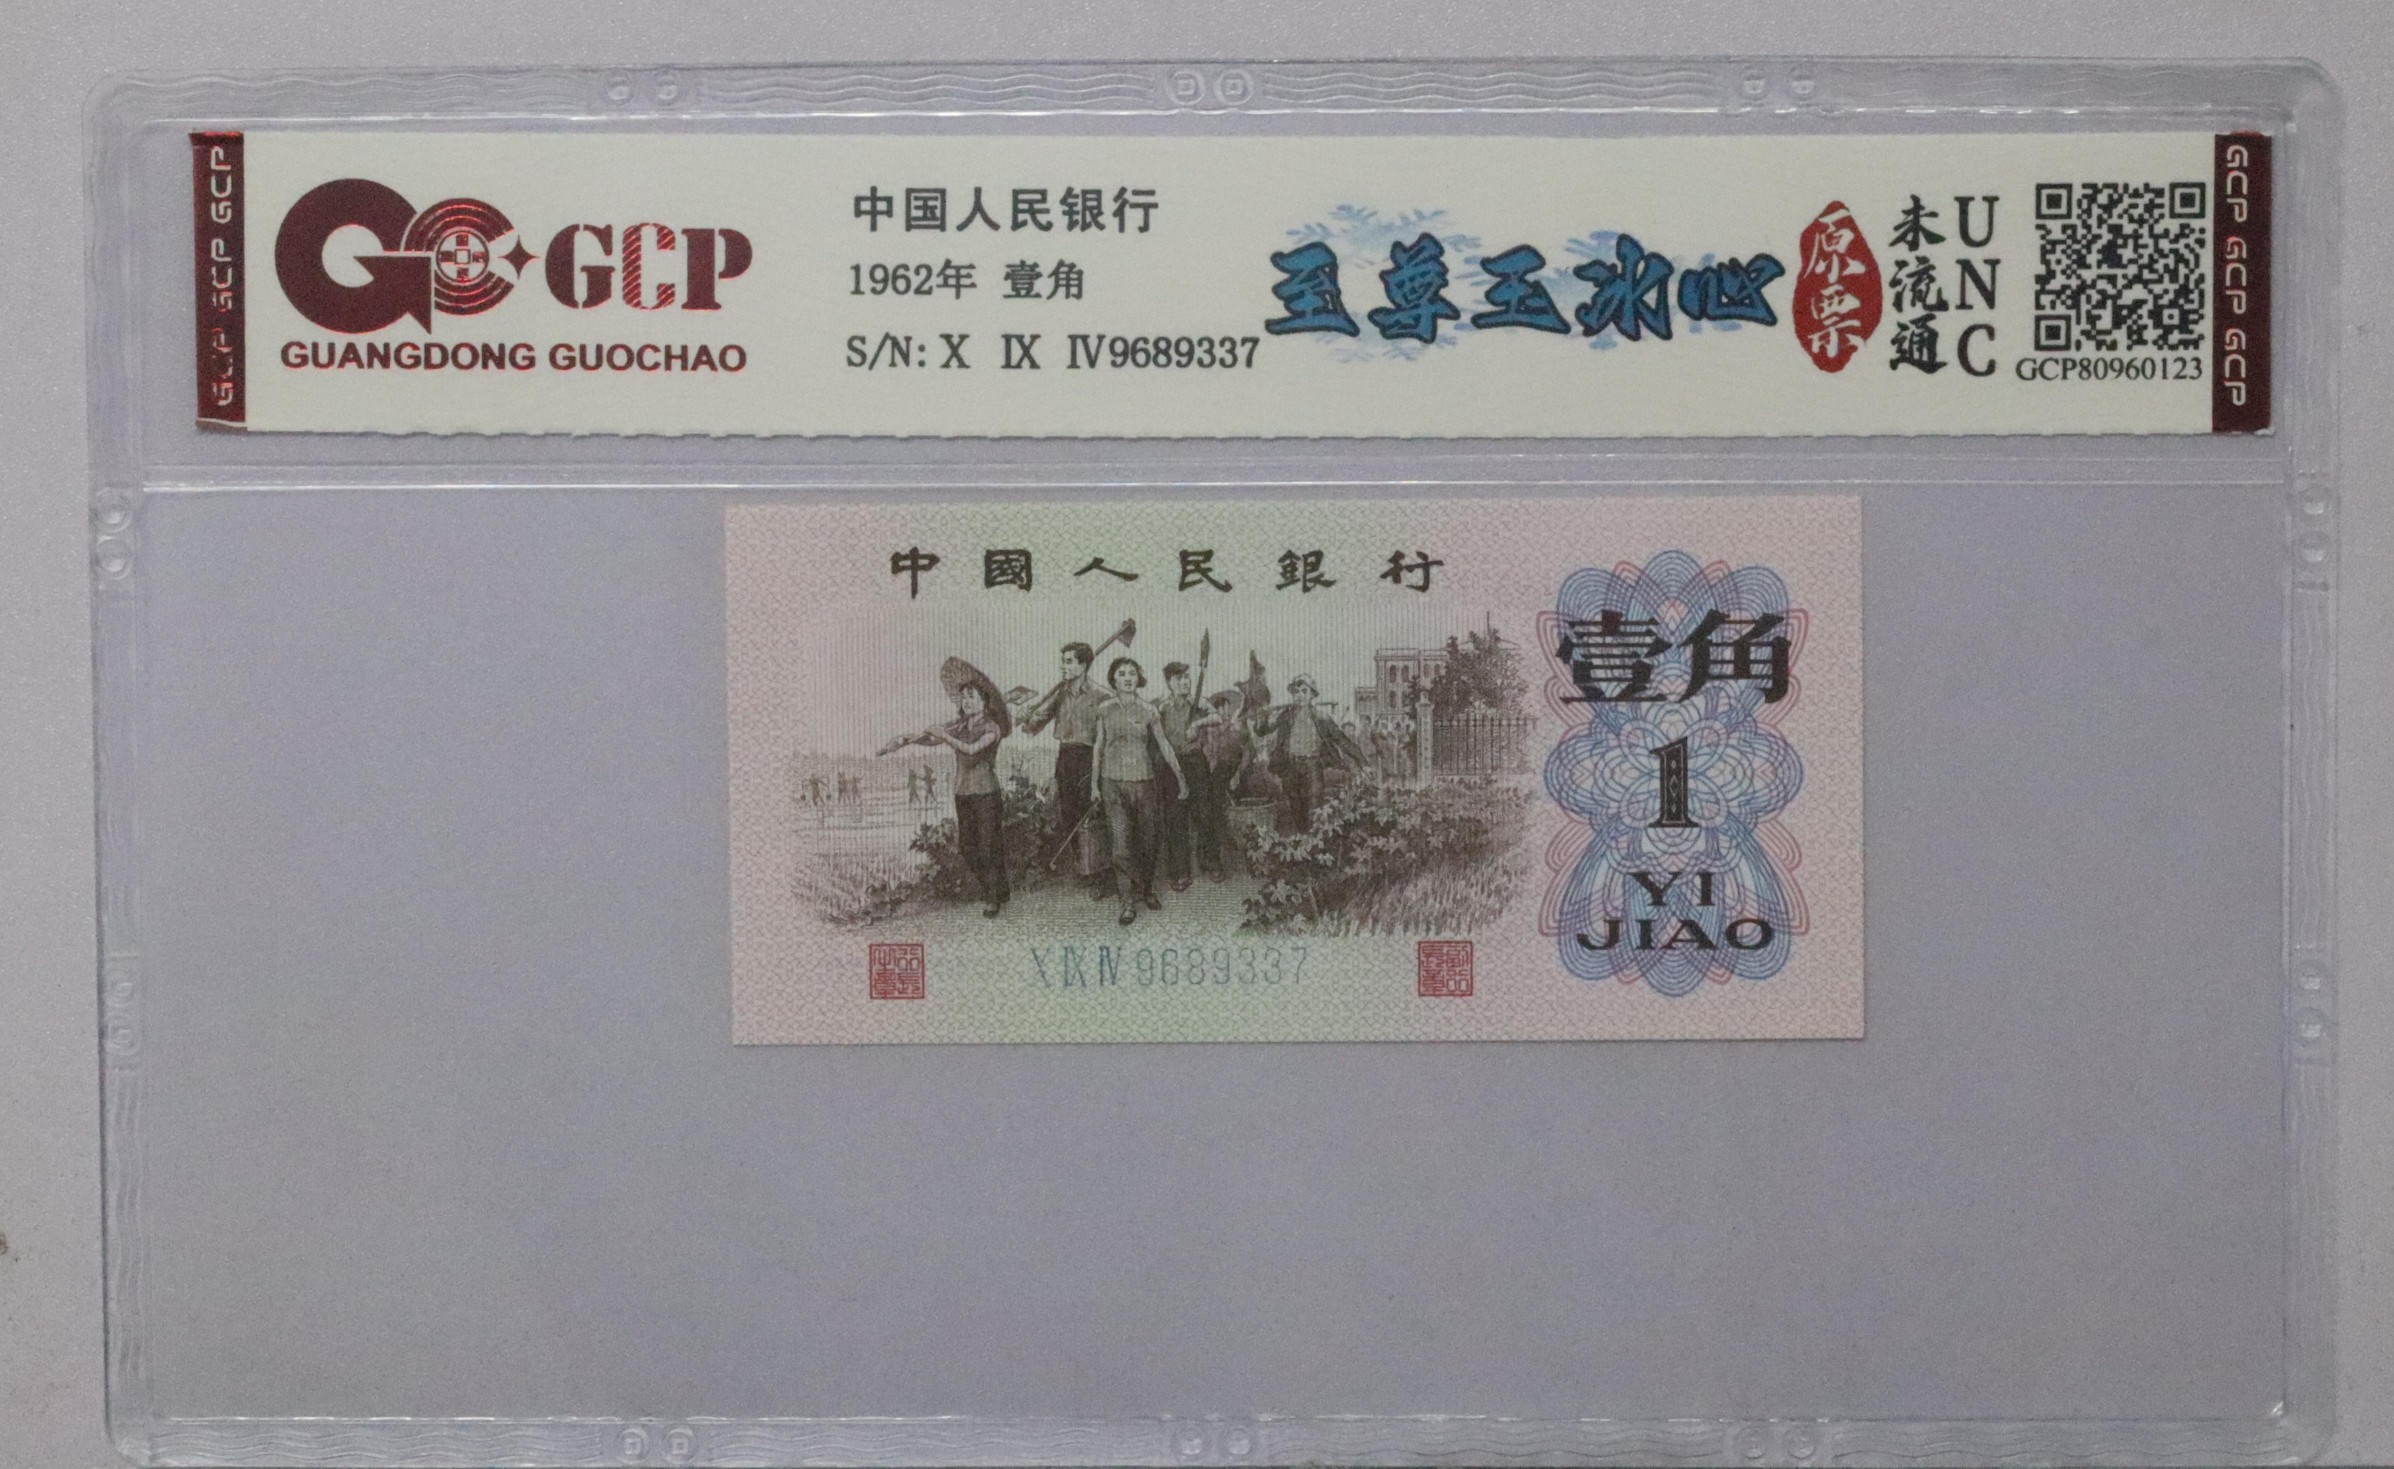 GCP GCP GCP
GCP
GUANGDONG GUOCHAO
中国人民银行
1962年 壹角
S/N: X IX IV9689337
至尊玉冰心
原票
未流通
UNC
GCP80960123
GCP GCP GCP
中國人民銀行
壹角
1
YI
JIAO
X IX IV 9689337